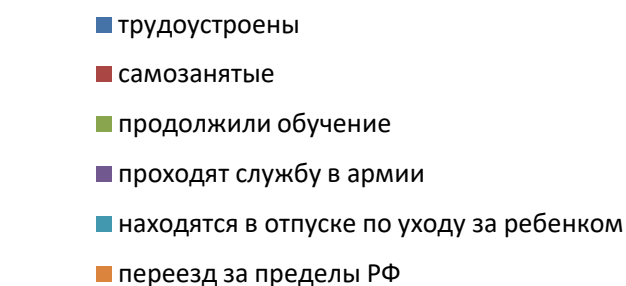 трудоустроены
самозанятые
продолжили обучение
проходят службу в армии
находятся в отпуске по уходу за ребенком
переезд за пределы РФ